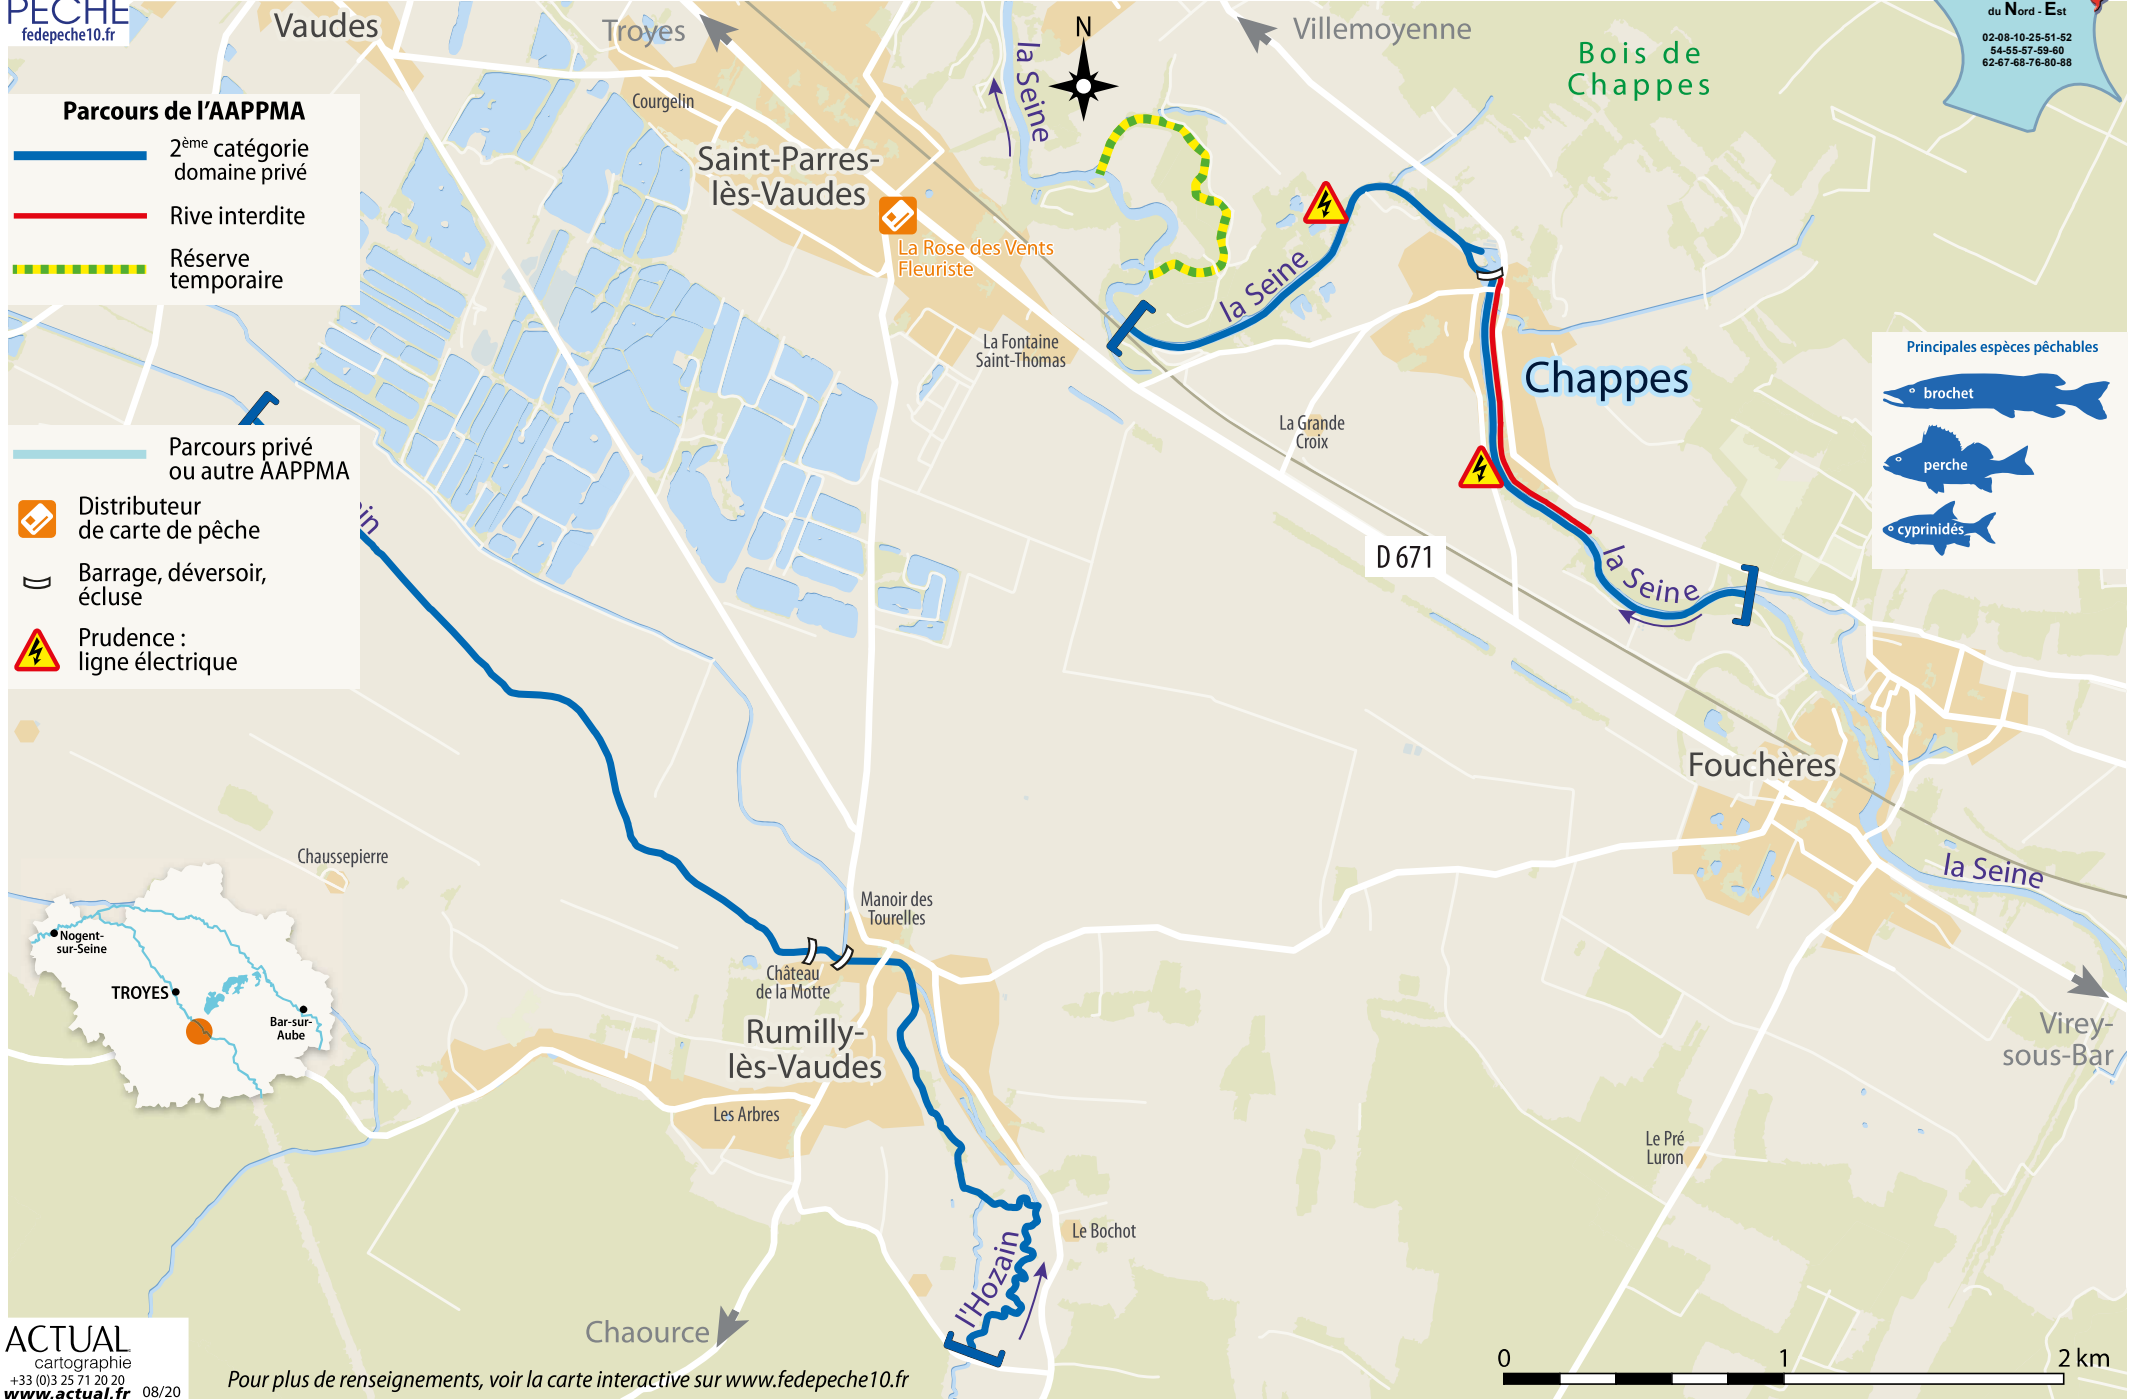 PECHE
fedepeche10.fr
Vaudes
Troyes
Villemoyenne
N
la Seine
Bois de
Chappes
du Nord - Est
02-08-10-25-51-52
54-55-57-59-60
62-67-68-76-80-88
Courgelin
Parcours de l'AAPPMA
2ème catégorie
domaine privé
Rive interdite
Réserve
temporaire
Saint-Parres-
lès-Vaudes
La Rose des Vents
Fleuriste
la Seine
La Fontaine
Saint-Thomas
Chappes
La Grande
Croix
Principales espèces pêchables
brochet
perche
cyprinidés
Parcours privé
ou autre AAPPMA
Distributeur
de carte de pêche
Barrage, déversoir,
écluse
Prudence :
ligne électrique
in
D 671
la Seine
Fouchères
la Seine
Chaussepierre
Manoir des
Tourelles
Château
de la Motte
Nogent-
sur-Seine
TROYES
Bar-sur-
Aube
Rumilly-
lès-Vaudes
Les Arbres
Virey-
sous-Bar
Le Pré
Luron
Le Bochot
l'Hozain
Chaource
ACTUAL
cartographie
+33 (0)3 25 71 20 20
www.actual.fr
08/20
Pour plus de renseignements, voir la carte interactive sur www.fedepeche10.fr
0 1 2 km